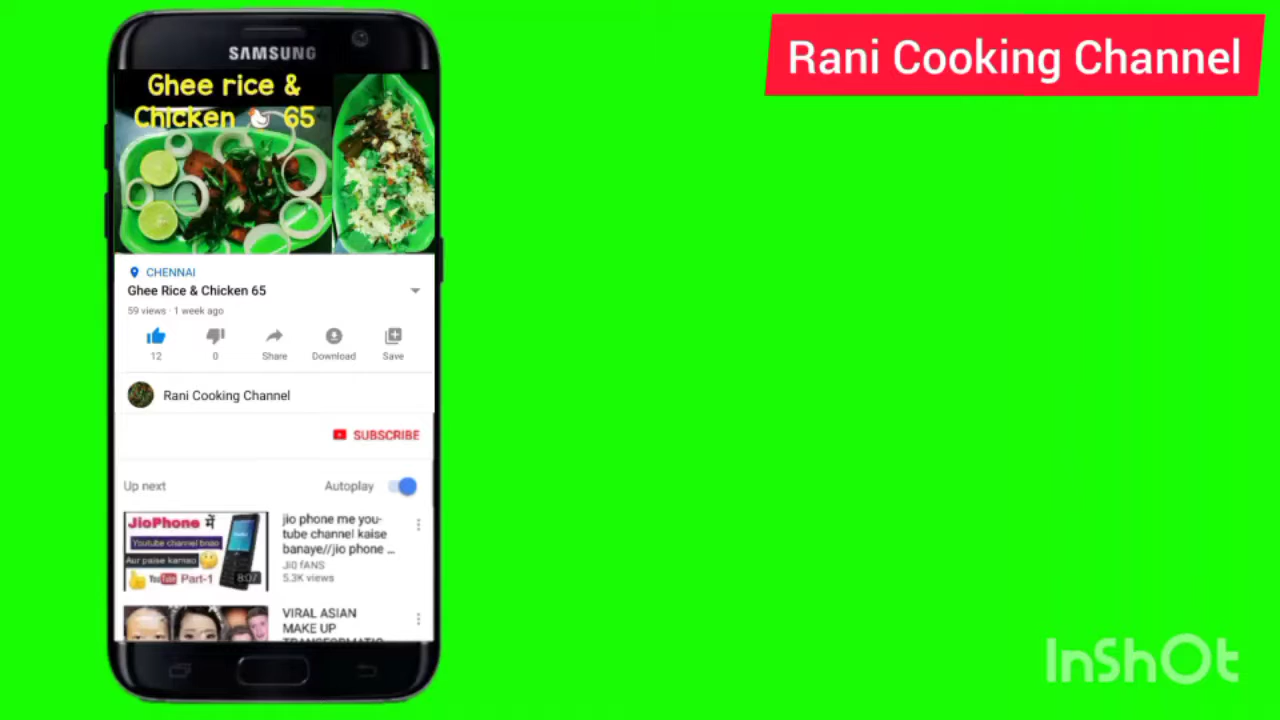 Rani Cooking Channel
SAMSUNG
Ghee rice &
Chicken 🐔 65
CHENNAI
Ghee Rice & Chicken 65
59 views · 1 week ago
12
0
Share
Download
Save
Rani Cooking Channel
SUBSCRIBE
Up next
Autoplay
JioPhone में
Youtube channel bnao
Aur paise kamao
YouTube Part-1
8:07
jio phone me you-
tube channel kaise
banaye//jio phone ...
JiO fANS
5.3K views
VIRAL ASIAN
MAKE UP
TRANSFORMATIO
InShOt